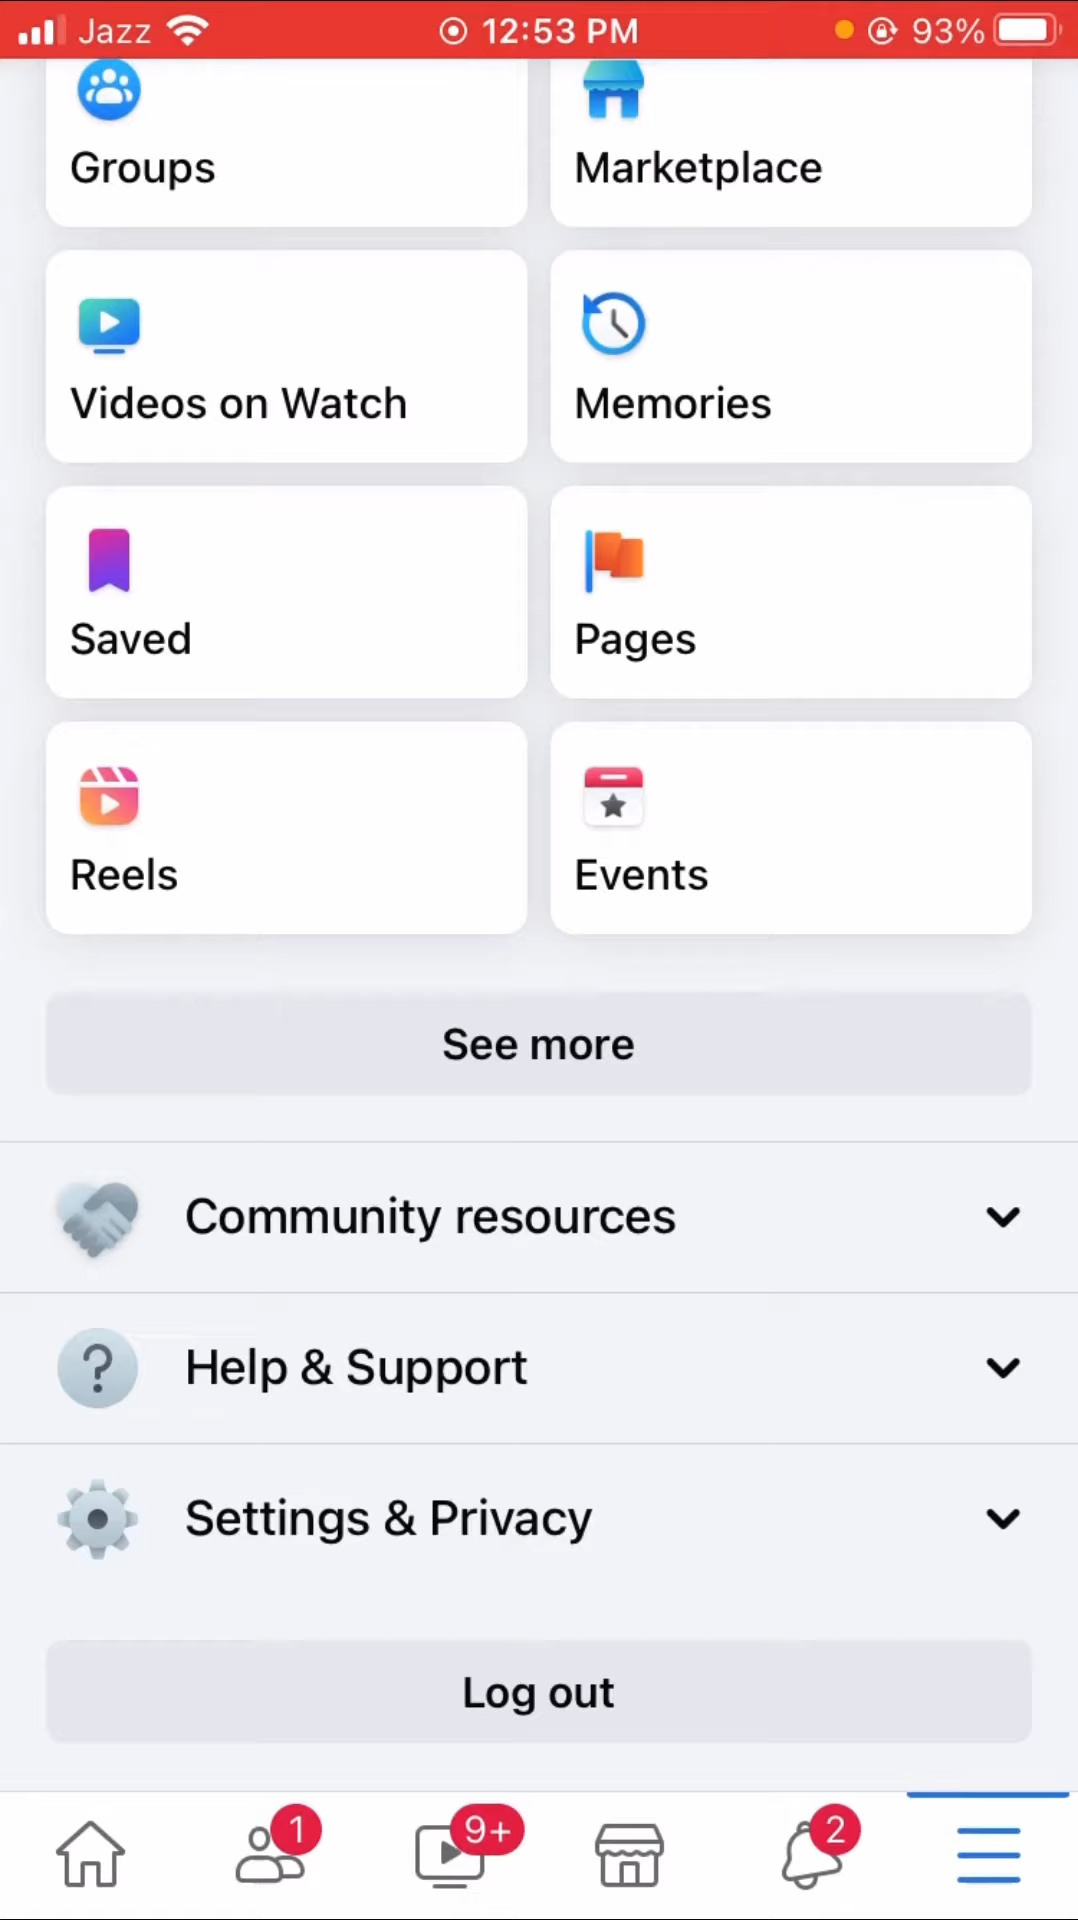 Jazz 12:53 PM 93%
Groups Marketplace
Videos on Watch Memories
Saved Pages
Reels Events
See more
Community resources
Help & Support
Settings & Privacy
Log out
1 9+ 2